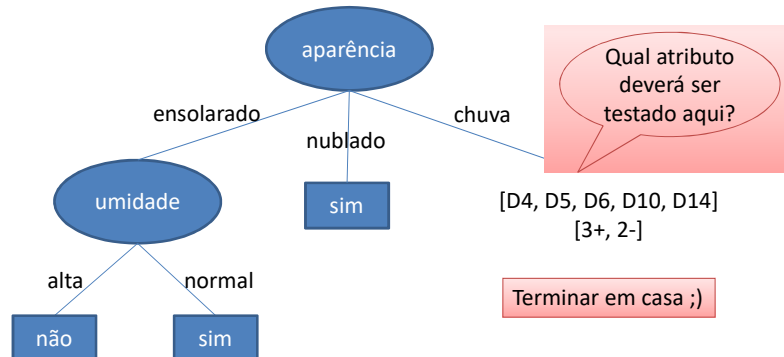 aparência
Qual atributo
deverá ser
testado aqui?
ensolarado
nublado
chuva
umidade
sim
[D4, D5, D6, D10, D14]
[3+, 2-]
alta
normal
Terminar em casa ;)
não
sim